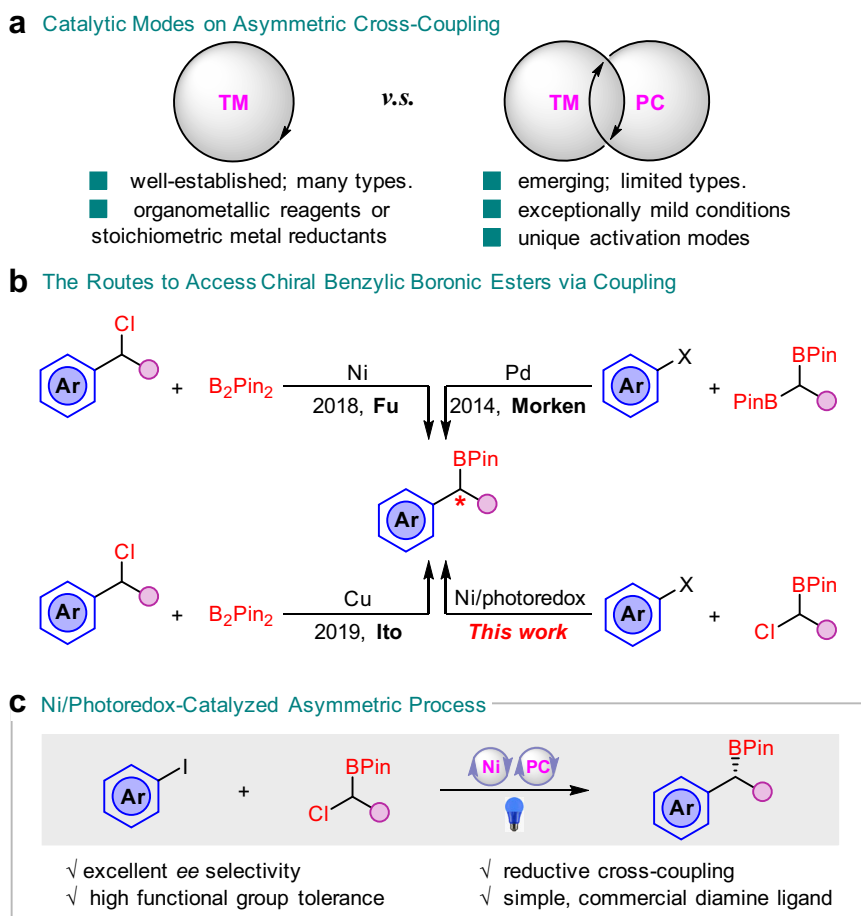 a Catalytic Modes on Asymmetric Cross-Coupling
TM
v.s.
TM PC
well-established; many types.
organometallic reagents or
stoichiometric metal reductants
emerging; limited types.
exceptionally mild conditions
unique activation modes
b The Routes to Access Chiral Benzylic Boronic Esters via Coupling
Cl
Ar
+
B₂Pin₂
Ni
2018, Fu
Pd
2014, Morken
X
Ar
+
BPin
PinB
BPin
Ar
*
Cl
Ar
+
B₂Pin₂
Cu
2019, Ito
Ni/photoredox
This work
X
Ar
+
BPin
Cl
c Ni/Photoredox-Catalyzed Asymmetric Process
I
Ar
+
BPin
Cl
Ni PC
BPin
Ar
√ excellent ee selectivity
√ high functional group tolerance
√ reductive cross-coupling
√ simple, commercial diamine ligand